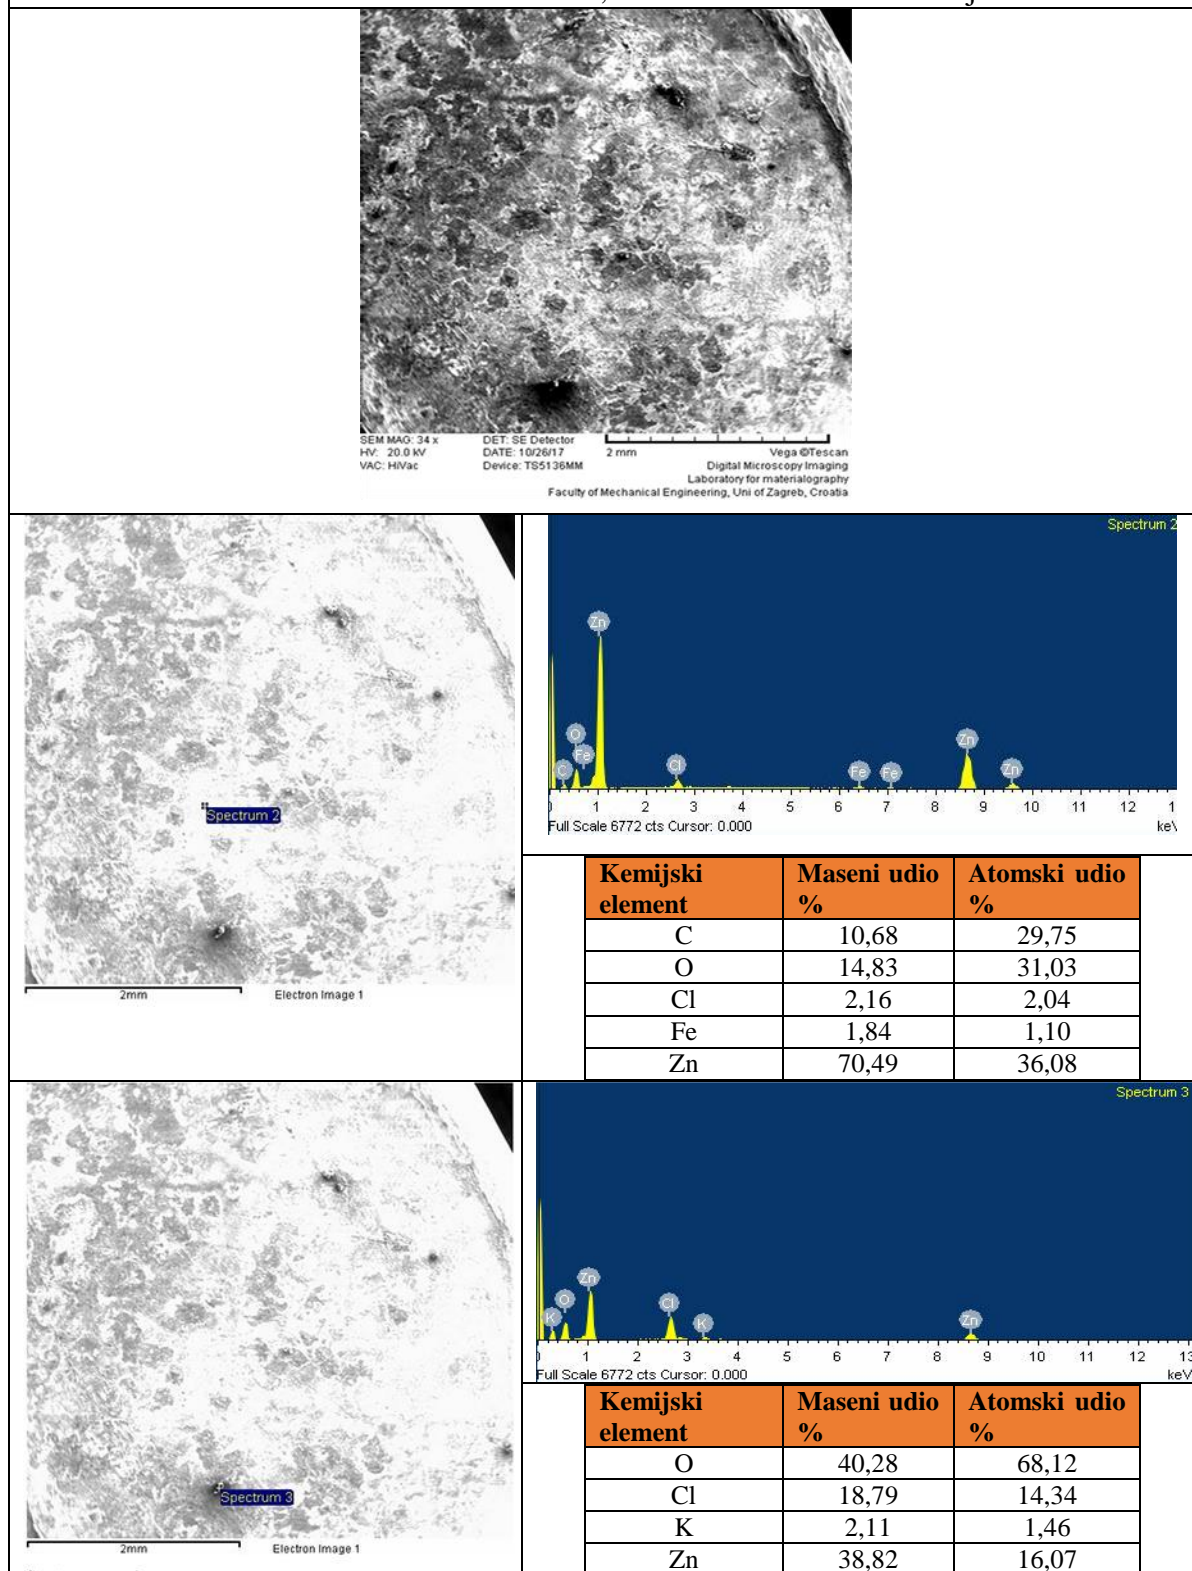 SEM MAG: 34 x DET: SE Detector
HV: 20.0 kV DATE: 10/26/17 2 mm Vega ©Tescan
VAC: HiVac Device: TS5136MM Digital Microscopy Imaging
Laboratory for materialography
Faculty of Mechanical Engineering, Uni of Zagreb, Croatia
Spectrum 2
2mm Electron Image 1
Spectrum 2
Zn
O
Fe
C
Cl
Fe
Fe
Zn
Zn
1 2 3 4 5 6 7 8 9 10 11 12
Full Scale 6772 cts Cursor: 0.000
Kemijski element Maseni udio % Atomski udio %
C 10,68 29,75
O 14,83 31,03
Cl 2,16 2,04
Fe 1,84 1,10
Zn 70,49 36,08
Spectrum 3
2mm Electron Image 1
Spectrum 3
Zn
O
K
Cl
K
Zn
1 2 3 4 5 6 7 8 9 10 11 12 13
Full Scale 6772 cts Cursor: 0.000 keV
Kemijski element Maseni udio % Atomski udio %
O 40,28 68,12
Cl 18,79 14,34
K 2,11 1,46
Zn 38,82 16,07